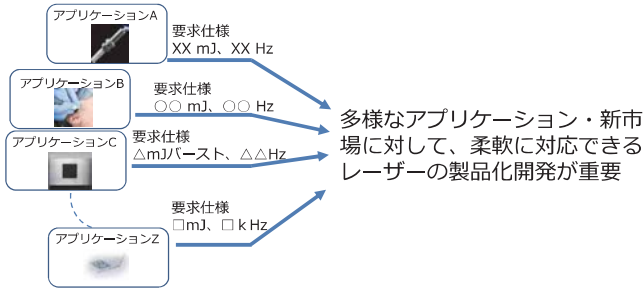 アプリケーションA
要求仕様
XX mJ、XX Hz
アプリケーションB
要求仕様
○○ mJ、○○ Hz
アプリケーションC
要求仕様
△mJバースト、△△Hz
アプリケーションZ
要求仕様
□mJ、□kHz
多様なアプリケーション・新市
場に対して、柔軟に対応できる
レーザーの製品化開発が重要